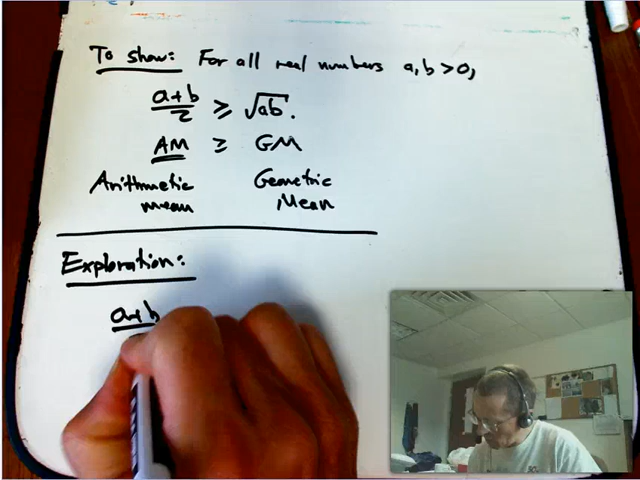 To show: For all real numbers a, b > 0,
a+b/2 ≥ √ab.
AM ≥ GM
Arithmetic mean Geometric Mean
Exploration:
a+b